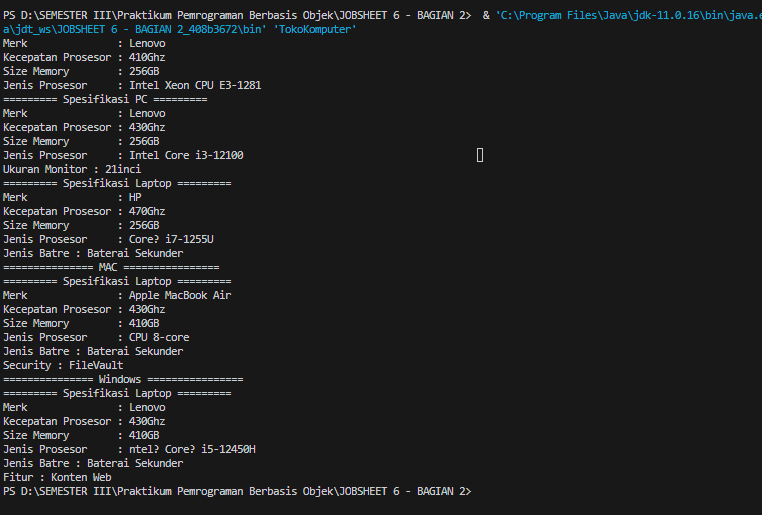 PS D:\SEMESTER III\Praktikum Pemrograman Berbasis Objek\JOBSHEET 6 - BAGIAN 2>  & 'C:\Program Files\Java\jdk-11.0.16\bin\java.e
a\jdt_ws\JOBSHEET 6 - BAGIAN 2_408b3672\bin' 'TokoKomputer'
Merk               : Lenovo
Kecepatan Prosesor : 410Ghz
Size Memory        : 256GB
Jenis Prosesor     : Intel Xeon CPU E3-1281
========= Spesifikasi PC =========
Merk               : Lenovo
Kecepatan Prosesor : 430Ghz
Size Memory        : 256GB
Jenis Prosesor     : Intel Core i3-12100
Ukuran Monitor : 21inci
========= Spesifikasi Laptop =========
Merk               : HP
Kecepatan Prosesor : 470Ghz
Size Memory        : 256GB
Jenis Prosesor     : Core? i7-1255U
Jenis Batre : Baterai Sekunder
=============== MAC ================
========= Spesifikasi Laptop =========
Merk               : Apple MacBook Air
Kecepatan Prosesor : 430Ghz
Size Memory        : 410GB
Jenis Prosesor     : CPU 8-core
Jenis Batre : Baterai Sekunder
Security : FileVault
=============== Windows ================
========= Spesifikasi Laptop =========
Merk               : Lenovo
Kecepatan Prosesor : 430Ghz
Size Memory        : 410GB
Jenis Prosesor     : ntel? Core? i5-12450H
Jenis Batre : Baterai Sekunder
Fitur : Konten Web
PS D:\SEMESTER III\Praktikum Pemrograman Berbasis Objek\JOBSHEET 6 - BAGIAN 2>